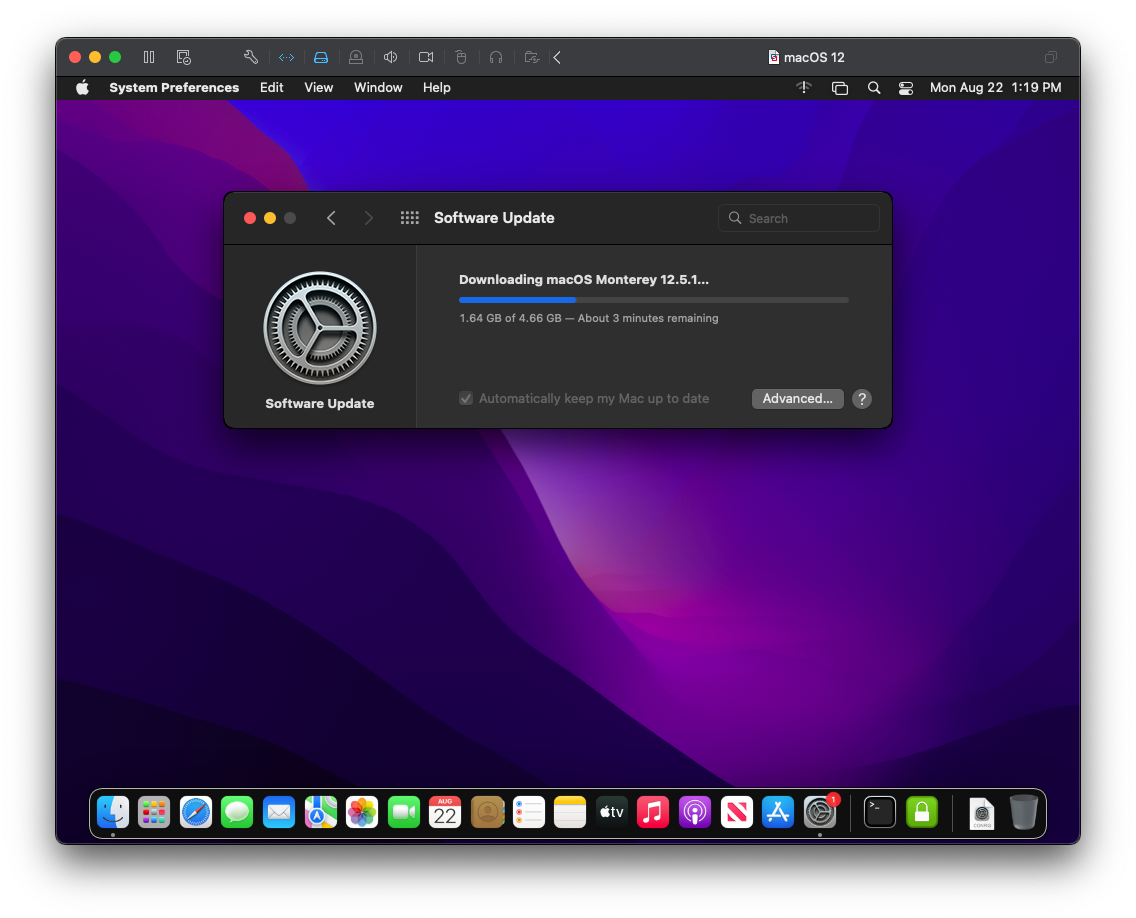 macOS 12
System Preferences Edit View Window Help Mon Aug 22 1:19 PM
Software Update
Search
Downloading macOS Monterey 12.5.1...
1.64 GB of 4.66 GB — About 3 minutes remaining
Software Update
Automatically keep my Mac up to date
Advanced...
?
AUG
22
tv
1
>_
CONFIG